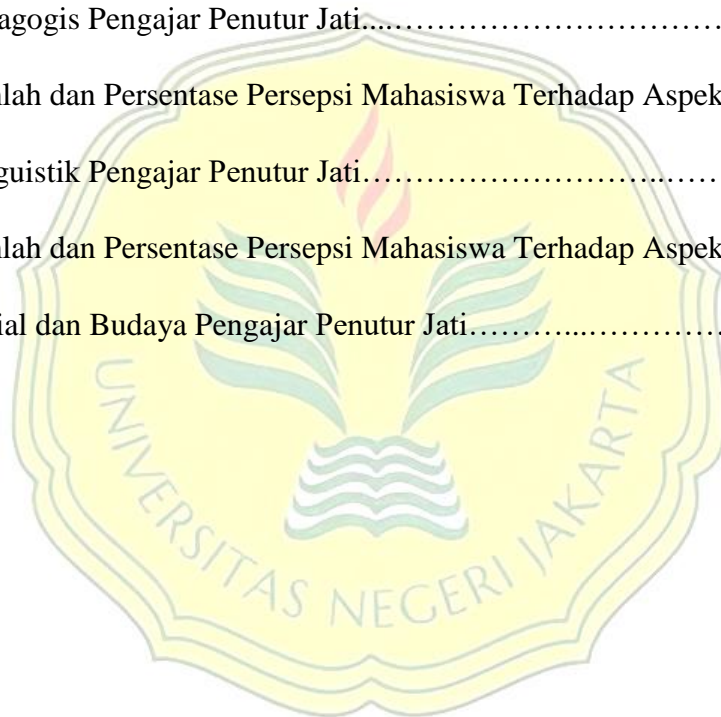 agogis Pengajar Penutur Jati....……………………………
lah dan Persentase Persepsi Mahasiswa Terhadap Aspek
guistik Pengajar Penutur Jati……………………….……
lah dan Persentase Persepsi Mahasiswa Terhadap Aspek
ial dan Budaya Pengajar Penutur Jati………...………….
UNIVERSITAS NEGERI JAKARTA